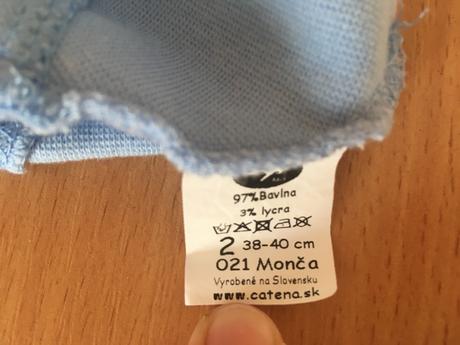 97%Bavlna
3% lycra
2 38-40 cm
021 Monča
Vyrobené na Slovensku
www.catena.sk